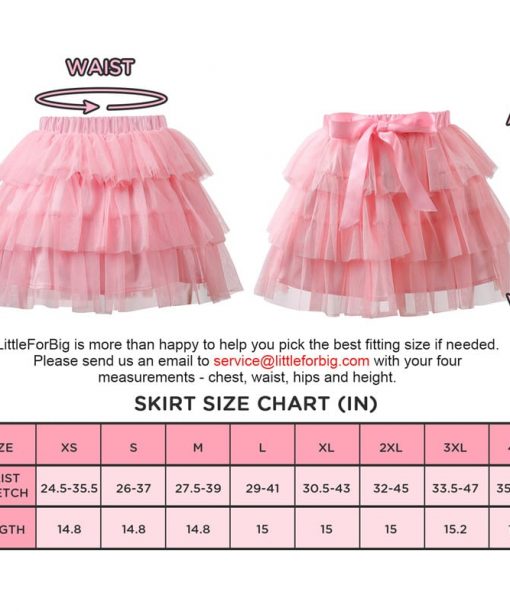 WAIST
LittleForBig is more than happy to help you pick the best fitting size if needed.
Please send us an email to service@littleforbig.com with your four
measurements - chest, waist, hips and height.
SKIRT SIZE CHART (IN)
XS S M L XL 2XL 3XL
24.5-35.5 26-37 27.5-39 29-41 30.5-43 32-45 33.5-47
14.8 14.8 14.8 15 15 15 15.2